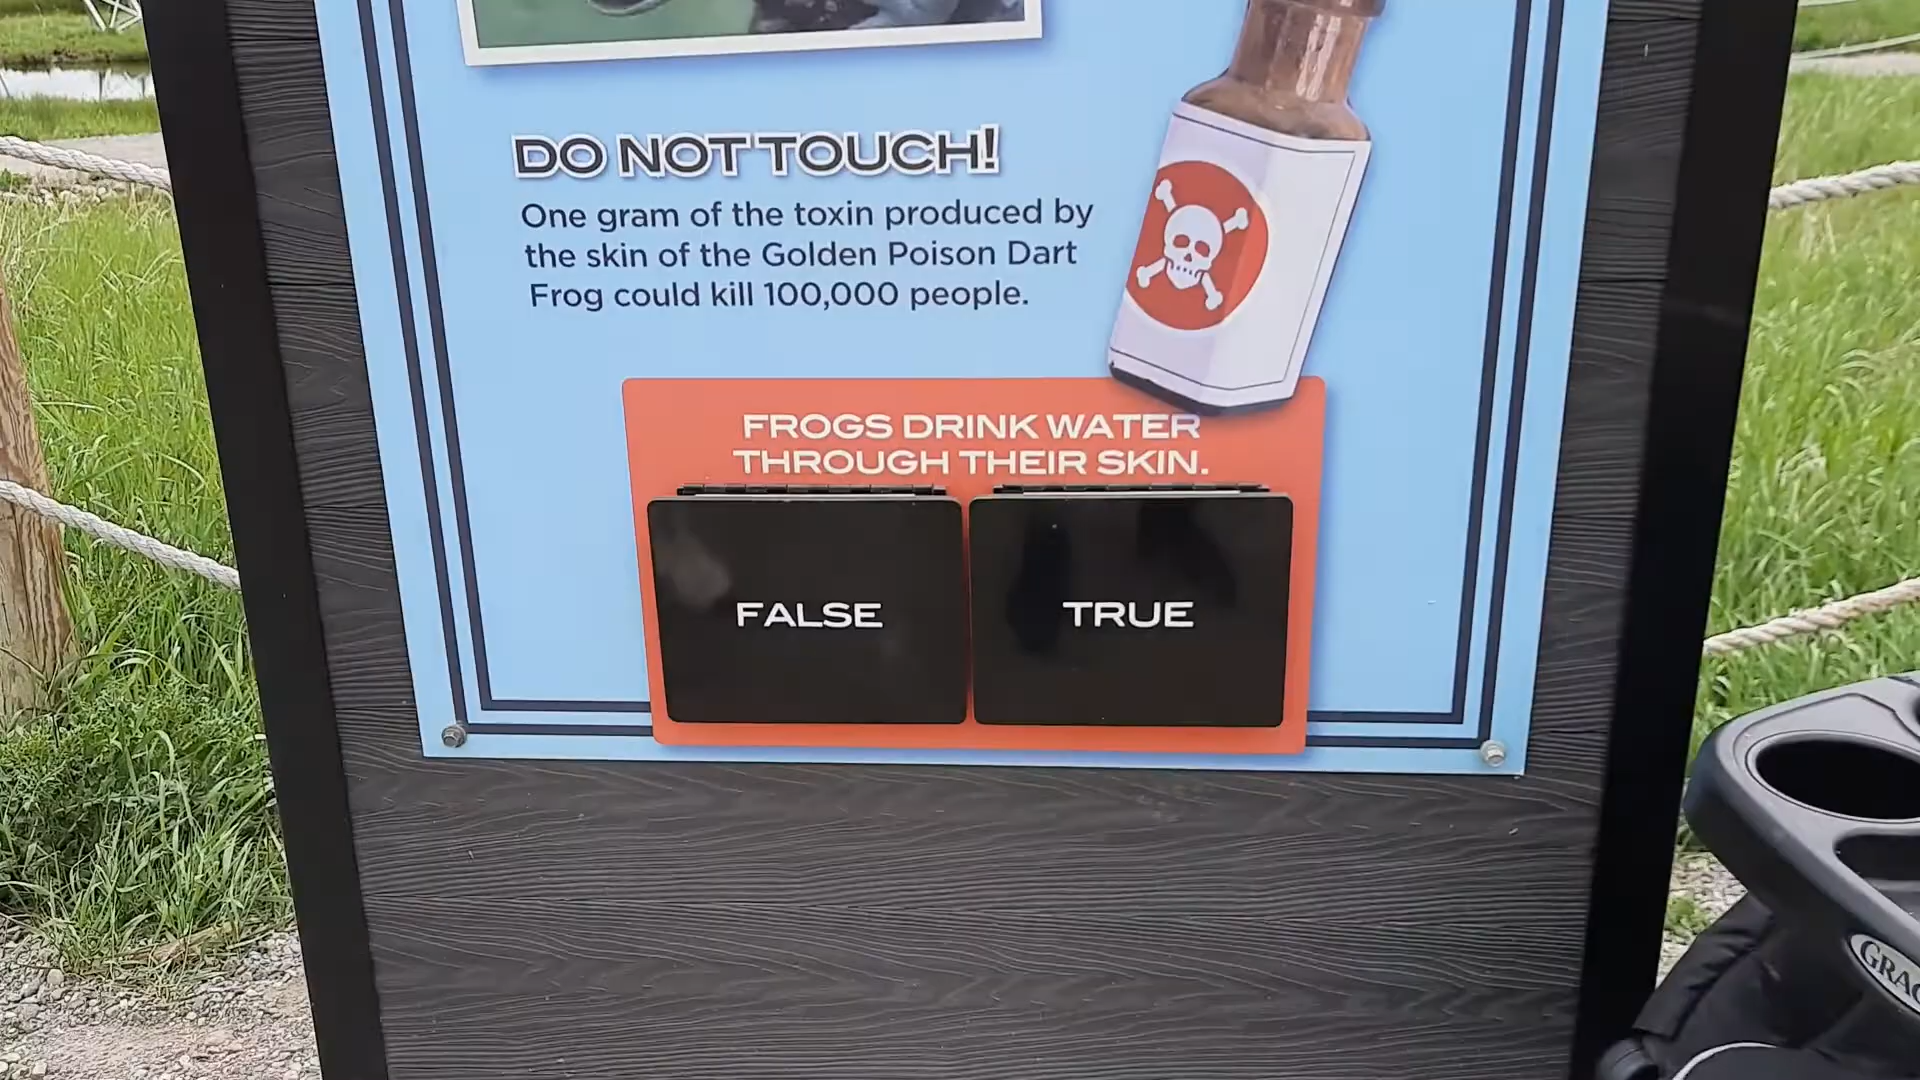 DO NOT TOUCH!
One gram of the toxin produced by
the skin of the Golden Poison Dart
Frog could kill 100,000 people.
FROGS DRINK WATER
THROUGH THEIR SKIN.
FALSE
TRUE